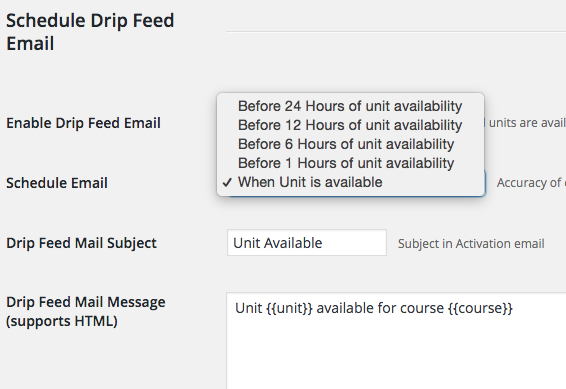 Schedule Drip Feed
Email
Before 24 Hours of unit availability
Before 12 Hours of unit availability
Before 6 Hours of unit availability
Before 1 Hours of unit availability
✓ When Unit is available
Enable Drip Feed Email
units are avail
Schedule Email
Accuracy of
Drip Feed Mail Subject
Unit Available
Subject in Activation email
Drip Feed Mail Message
(supports HTML)
Unit {{unit}} available for course {{course}}